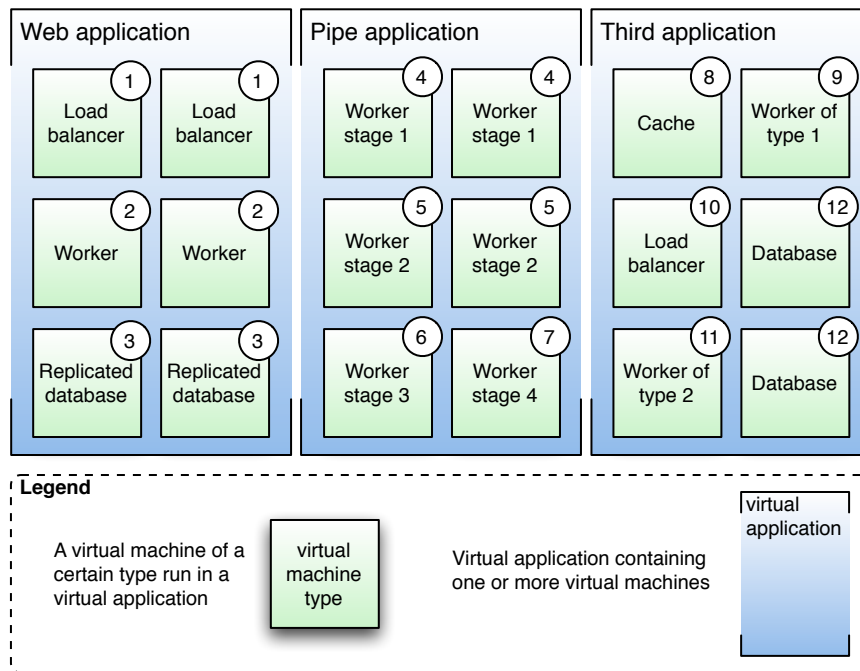 Web application
1
1
Load
balancer
Load
balancer
2
2
Worker
Worker
3
3
Replicated
database
Replicated
database
Pipe application
4
4
Worker
stage 1
Worker
stage 1
5
5
Worker
stage 2
Worker
stage 2
6
7
Worker
stage 3
Worker
stage 4
Third application
8
9
Cache
Worker of
type 1
10
12
Load
balancer
Database
11
12
Worker of
type 2
Database
Legend
A virtual machine of a
certain type run in a
virtual application
virtual
machine
type
Virtual application containing
one or more virtual machines
virtual
application